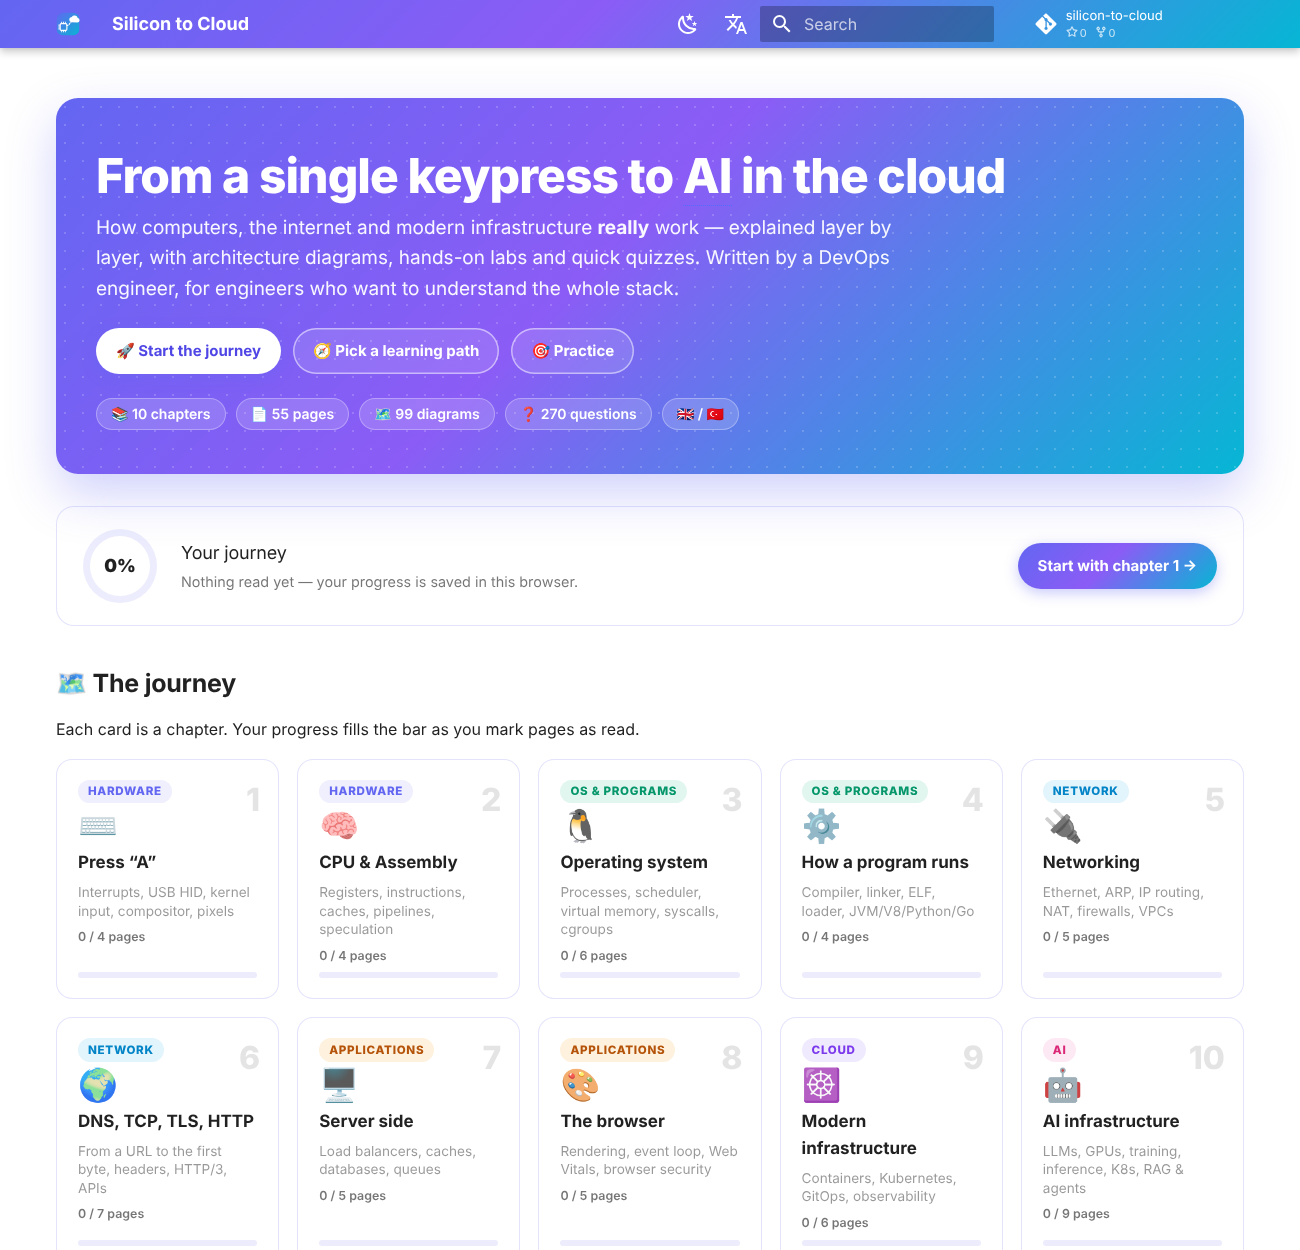 Silicon to Cloud
Search
silicon-to-cloud
0 0
From a single keypress to AI in the cloud
How computers, the internet and modern infrastructure really work — explained layer by
layer, with architecture diagrams, hands-on labs and quick quizzes. Written by a DevOps
engineer, for engineers who want to understand the whole stack.
🚀 Start the journey
🧭 Pick a learning path
🎯 Practice
📚 10 chapters
📄 55 pages
🗺️ 99 diagrams
❓ 270 questions
🇬🇧 / 🇹🇷
0%
Your journey
Nothing read yet — your progress is saved in this browser.
Start with chapter 1 →
🗺️ The journey
Each card is a chapter. Your progress fills the bar as you mark pages as read.
HARDWARE
1
Press “A”
Interrupts, USB HID, kernel
input, compositor, pixels
0 / 4 pages
HARDWARE
2
CPU & Assembly
Registers, instructions,
caches, pipelines,
speculation
0 / 4 pages
OS & PROGRAMS
3
Operating system
Processes, scheduler,
virtual memory, syscalls,
cgroups
0 / 6 pages
OS & PROGRAMS
4
How a program runs
Compiler, linker, ELF,
loader, JVM/V8/Python/Go
0 / 4 pages
NETWORK
5
Networking
Ethernet, ARP, IP routing,
NAT, firewalls, VPCs
0 / 5 pages
NETWORK
6
DNS, TCP, TLS, HTTP
From a URL to the first
byte, headers, HTTP/3,
APIs
0 / 7 pages
APPLICATIONS
7
Server side
Load balancers, caches,
databases, queues
0 / 5 pages
APPLICATIONS
8
The browser
Rendering, event loop, Web
Vitals, browser security
0 / 5 pages
CLOUD
9
Modern
infrastructure
Containers, Kubernetes,
GitOps, observability
0 / 6 pages
AI
10
AI infrastructure
LLMs, GPUs, training,
inference, K8s, RAG &
agents
0 / 9 pages